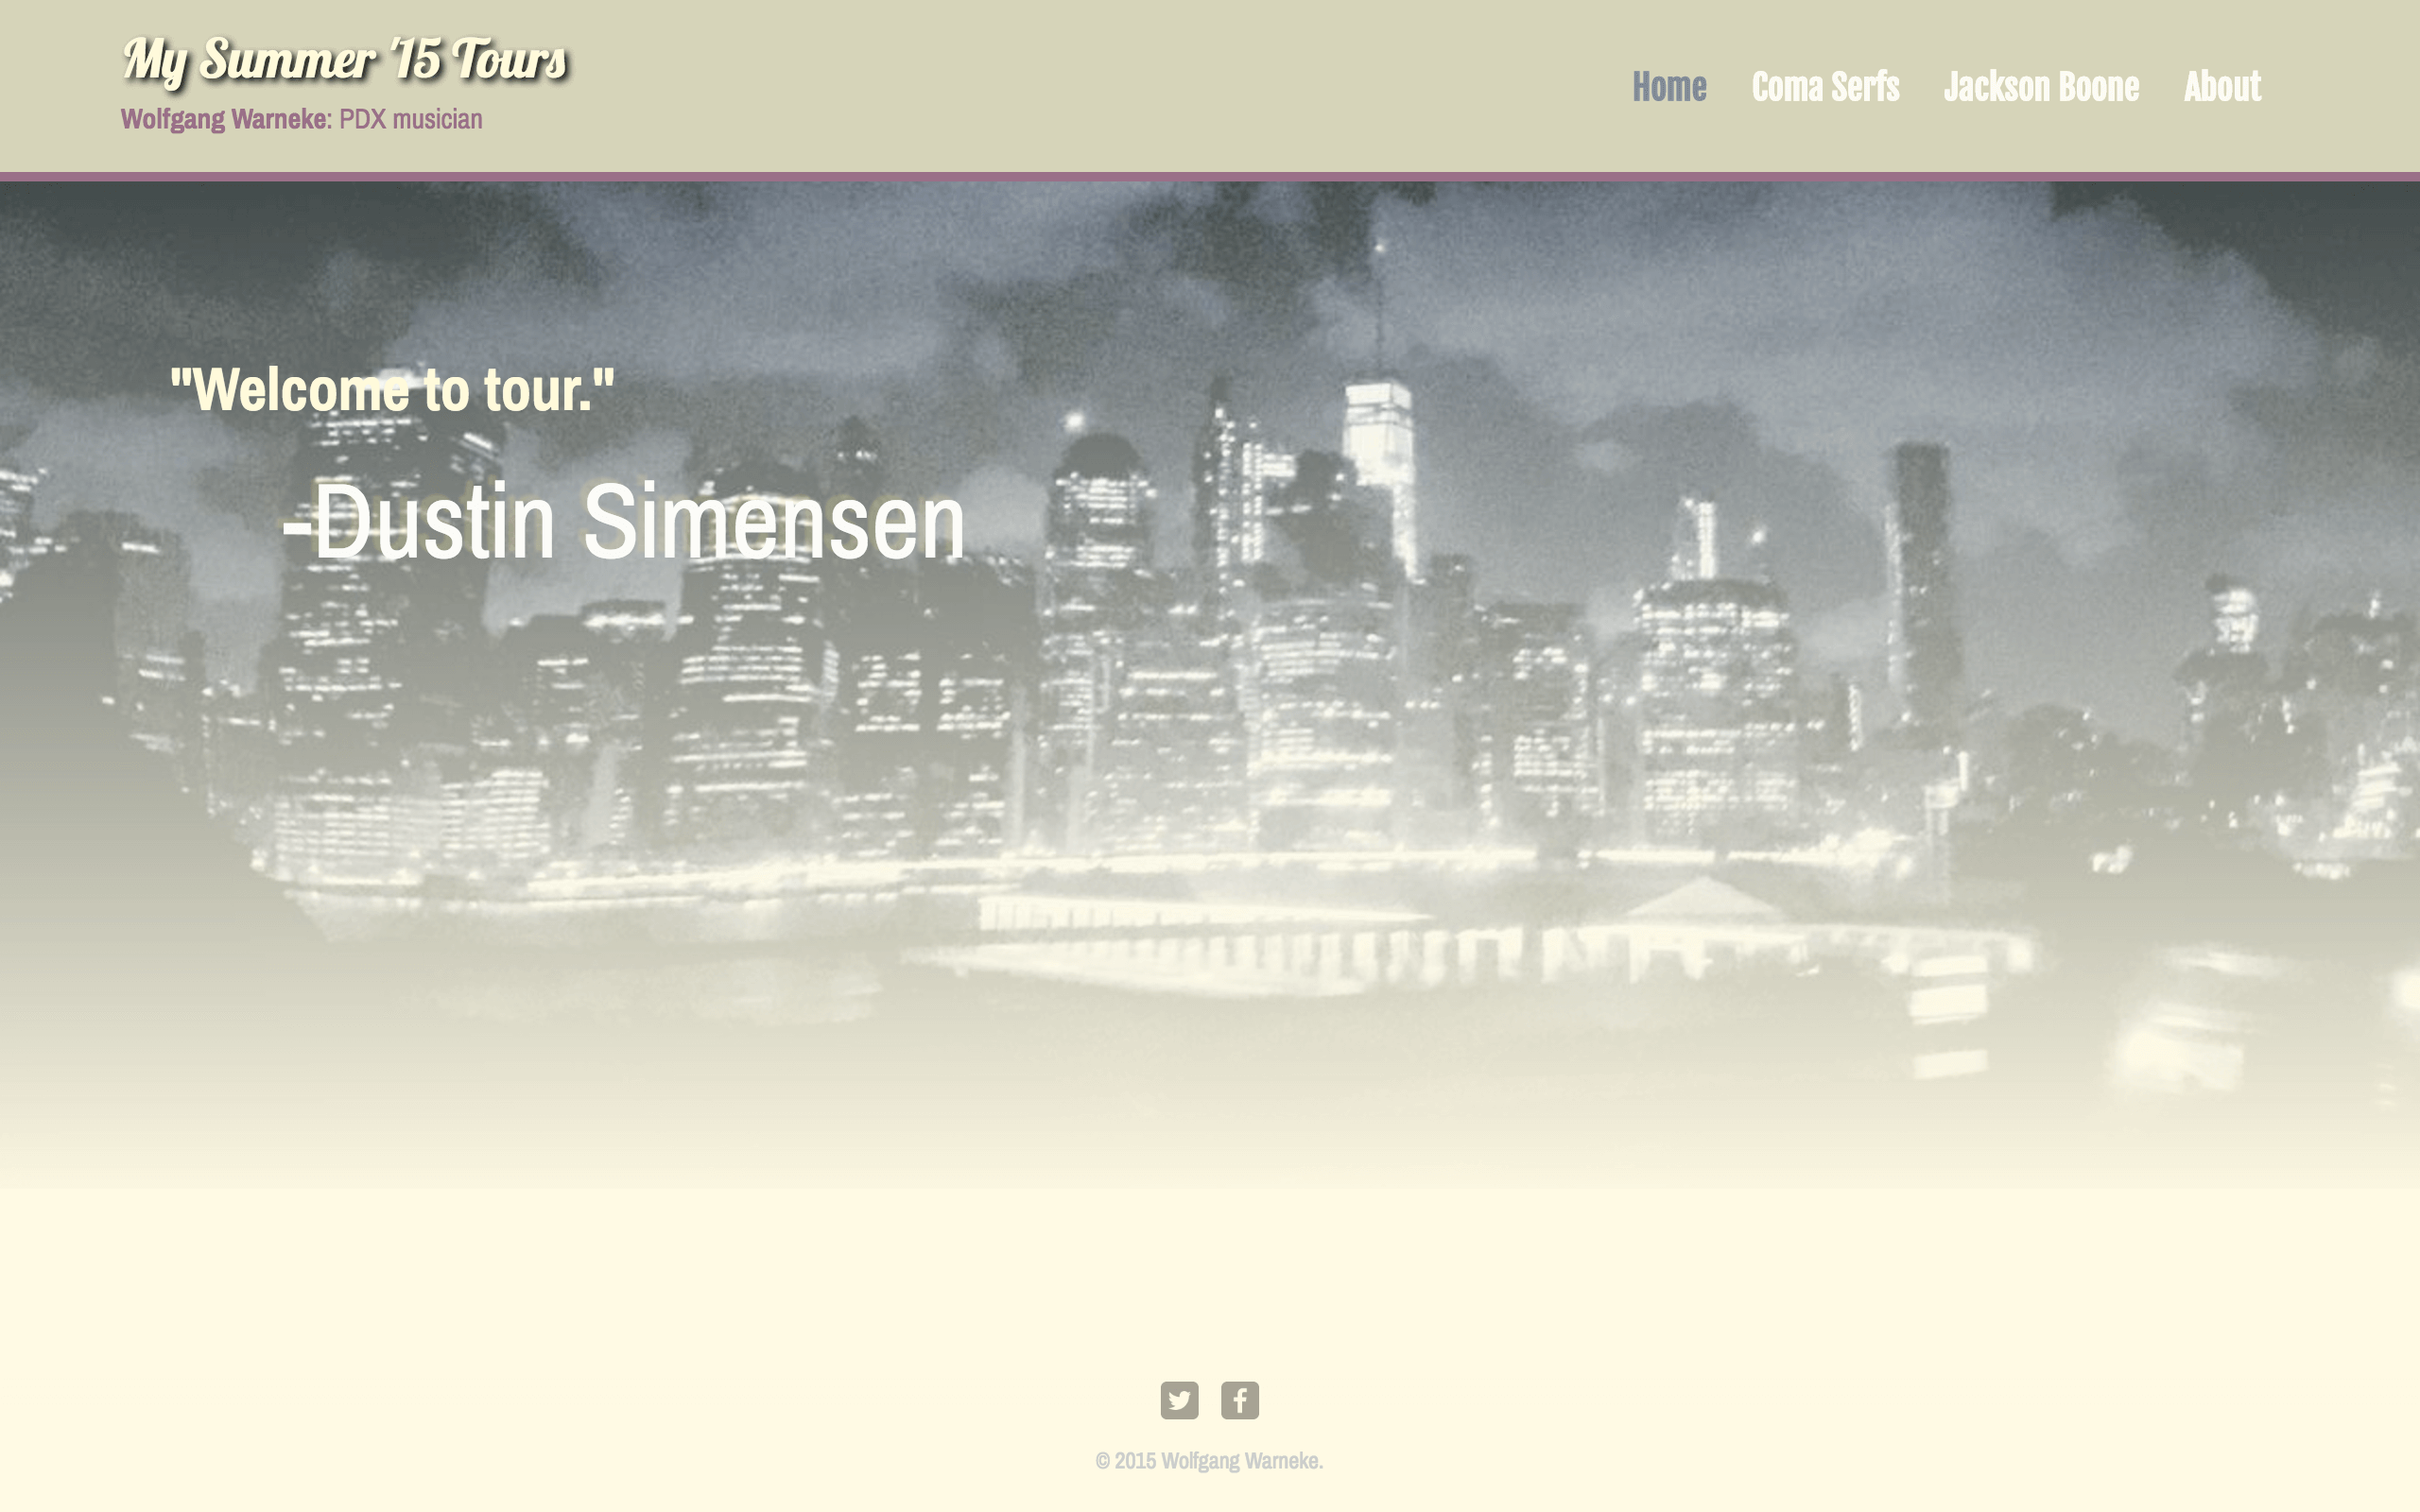 My Summer '15 Tours
Wolfgang Warneke: PDX musician
Home Coma Serfs Jackson Boone About
"Welcome to tour."
-Dustin Simensen
© 2015 Wolfgang Warneke.